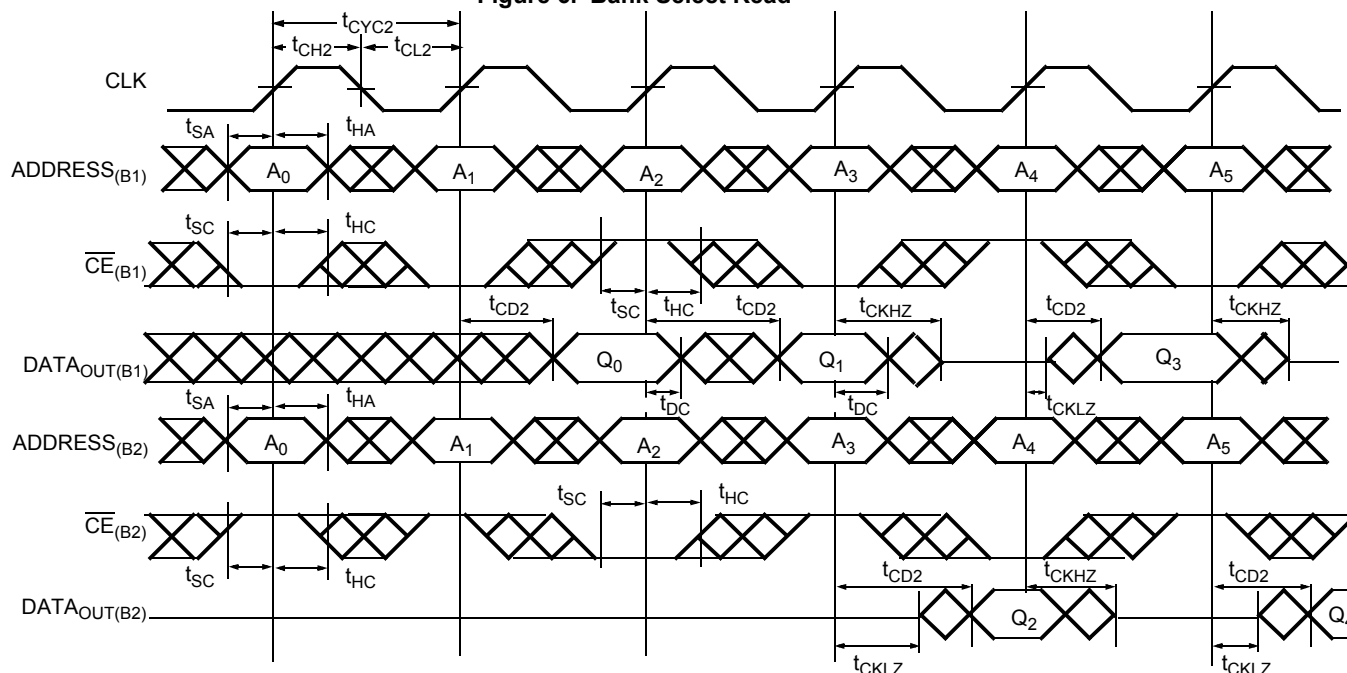 Figure 6. Bank Select Read
tCYC2
tCH2 tCL2
CLK
tSA tHA
ADDRESS(B1) A0 A1 A2 A3 A4 A5
tSC tHC
CE(B1)
tSC tHC
tCD2 tCD2 tCKHZ tCD2 tCKHZ
DATAOUT(B1) Q0 Q1 Q3
tDC tDC tCKLZ
tSA tHA
ADDRESS(B2) A0 A1 A2 A3 A4 A5
tSC tHC
CE(B2)
tSC tHC
tCD2 tCKHZ tCD2
DATAOUT(B2) Q2
tCKLZ tCKLZ